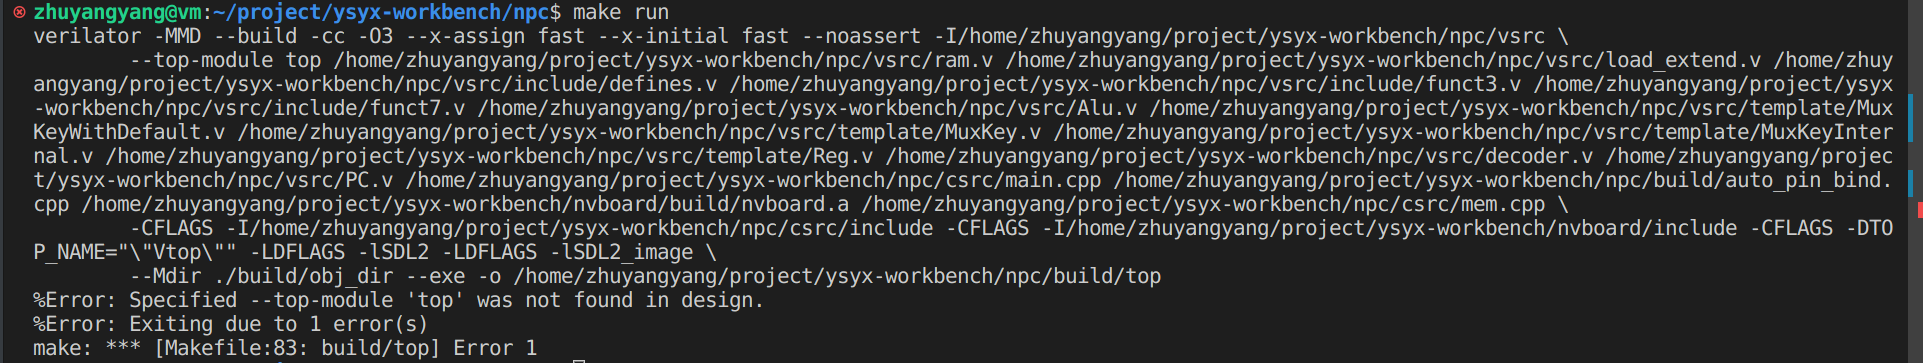 zhuyangyang@vm:~/project/ysyx-workbench/npc$ make run
verilator -MMD --build -cc -O3 --x-assign fast --x-initial fast --noassert -I/home/zhuyangyang/project/ysyx-workbench/npc/vsrc \
        --top-module top /home/zhuyangyang/project/ysyx-workbench/npc/vsrc/ram.v /home/zhuyangyang/project/ysyx-workbench/npc/vsrc/load_extend.v /home/zhuy
angyang/project/ysyx-workbench/npc/vsrc/include/defines.v /home/zhuyangyang/project/ysyx-workbench/npc/vsrc/include/funct3.v /home/zhuyangyang/project/ysyx
-workbench/npc/vsrc/include/funct7.v /home/zhuyangyang/project/ysyx-workbench/npc/vsrc/Alu.v /home/zhuyangyang/project/ysyx-workbench/npc/vsrc/template/Mux
KeyWithDefault.v /home/zhuyangyang/project/ysyx-workbench/npc/vsrc/template/MuxKey.v /home/zhuyangyang/project/ysyx-workbench/npc/vsrc/template/MuxKeyInter
nal.v /home/zhuyangyang/project/ysyx-workbench/npc/vsrc/template/Reg.v /home/zhuyangyang/project/ysyx-workbench/npc/vsrc/decoder.v /home/zhuyangyang/projec
t/ysyx-workbench/npc/vsrc/PC.v /home/zhuyangyang/project/ysyx-workbench/npc/csrc/main.cpp /home/zhuyangyang/project/ysyx-workbench/npc/build/auto_pin_bind.
cpp /home/zhuyangyang/project/ysyx-workbench/nvboard/build/nvboard.a /home/zhuyangyang/project/ysyx-workbench/npc/csrc/mem.cpp \
        -CFLAGS -I/home/zhuyangyang/project/ysyx-workbench/npc/csrc/include -CFLAGS -I/home/zhuyangyang/project/ysyx-workbench/nvboard/include -CFLAGS -DTO
P_NAME="\"Vtop\"" -LDFLAGS -lSDL2 -LDFLAGS -lSDL2_image \
        --Mdir ./build/obj_dir --exe -o /home/zhuyangyang/project/ysyx-workbench/npc/build/top
%Error: Specified --top-module 'top' was not found in design.
%Error: Exiting due to 1 error(s)
make: *** [Makefile:83: build/top] Error 1